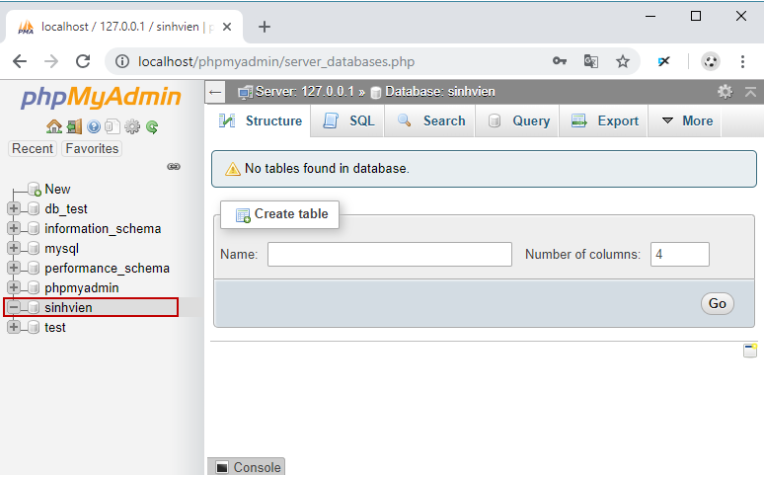 localhost / 127.0.0.1 / sinhvien | p
localhost/phpmyadmin/server_databases.php
phpMyAdmin
Recent Favorites
New
db_test
information_schema
mysql
performance_schema
phpmyadmin
sinhvien
test
Server: 127.0.0.1 » Database: sinhvien
Structure SQL Search Query Export More
No tables found in database.
Create table
Name: Number of columns: 4
Go
Console